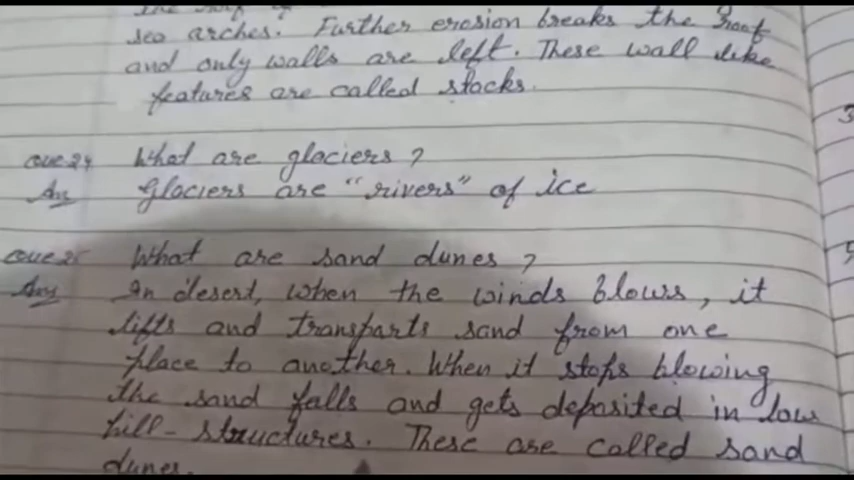 sea arches. Further erosion breaks the roof
and only walls are left. These wall like
features are called stacks.
3
Que 24 What are glaciers ?
Ans Glaciers are "rivers" of ice
Que 25 What are sand dunes ?
5
Ans In desert, when the winds blows, it
lifts and transparts sand from one
place to another. When it stops blowing
the sand falls and gets deposited in low
hill-structures. These are called sand
dunes.